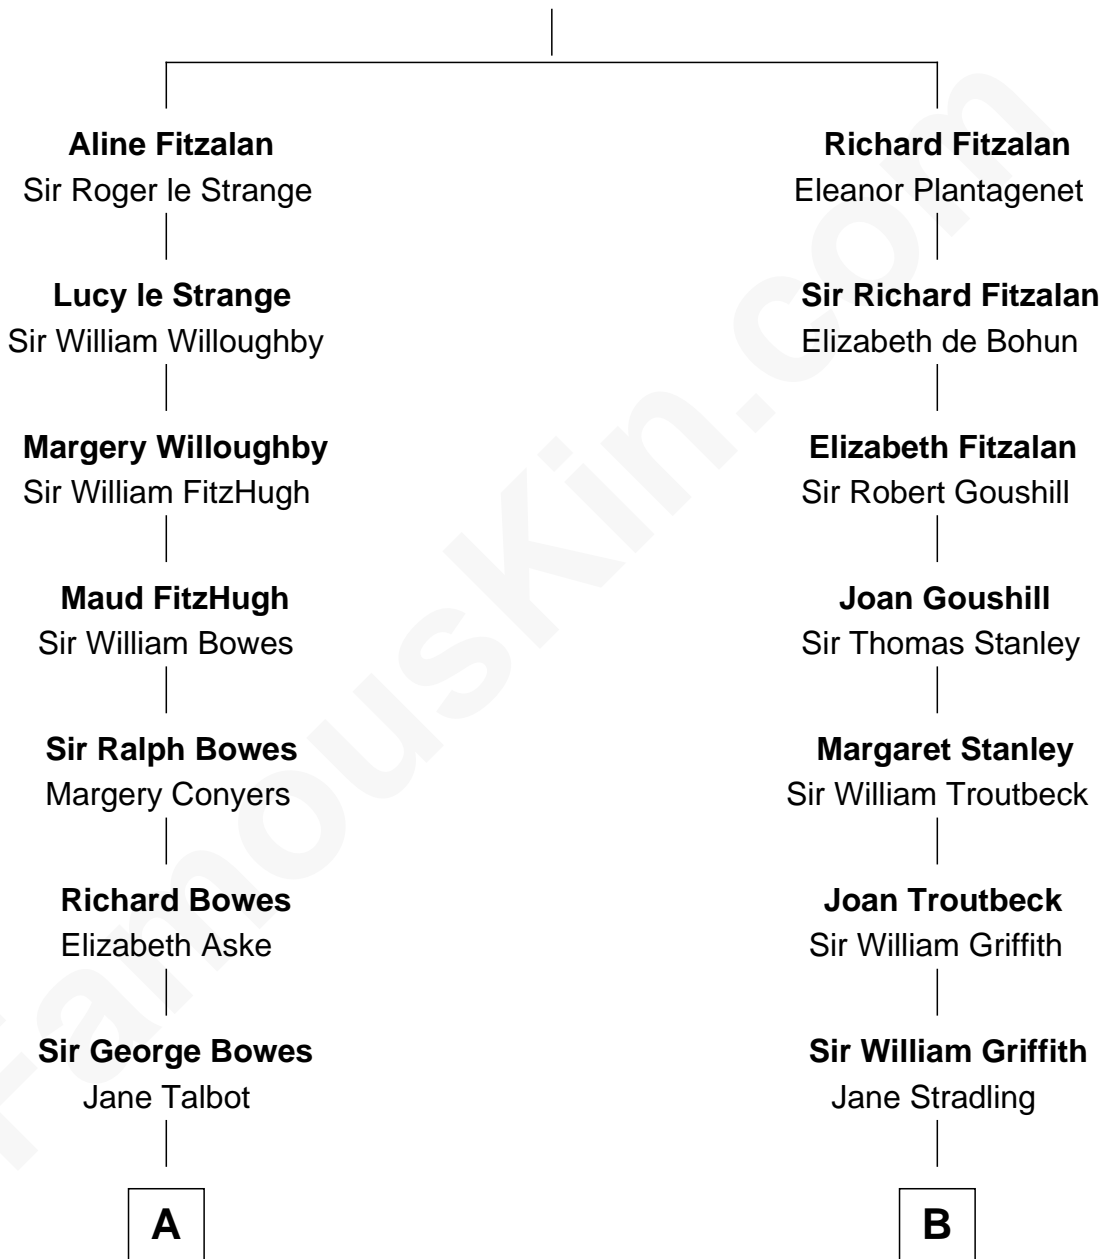 Aline Fitzalan
Sir Roger le Strange
Lucy le Strange
Sir William Willoughby
Margery Willoughby
Sir William FitzHugh
Maud FitzHugh
Sir William Bowes
Sir Ralph Bowes
Margery Conyers
Richard Bowes
Elizabeth Aske
Sir George Bowes
Jane Talbot
A
Richard Fitzalan
Eleanor Plantagenet
Sir Richard Fitzalan
Elizabeth de Bohun
Elizabeth Fitzalan
Sir Robert Goushill
Joan Goushill
Sir Thomas Stanley
Margaret Stanley
Sir William Troutbeck
Joan Troutbeck
Sir William Griffith
Sir William Griffith
Jane Stradling
B
FamousKin.com